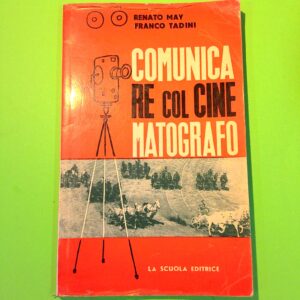 RENATO MAY
FRANCO TADINI
COMUNICA
RE COL CINE
MATOGRAFO
LA SCUOLA EDITRICE